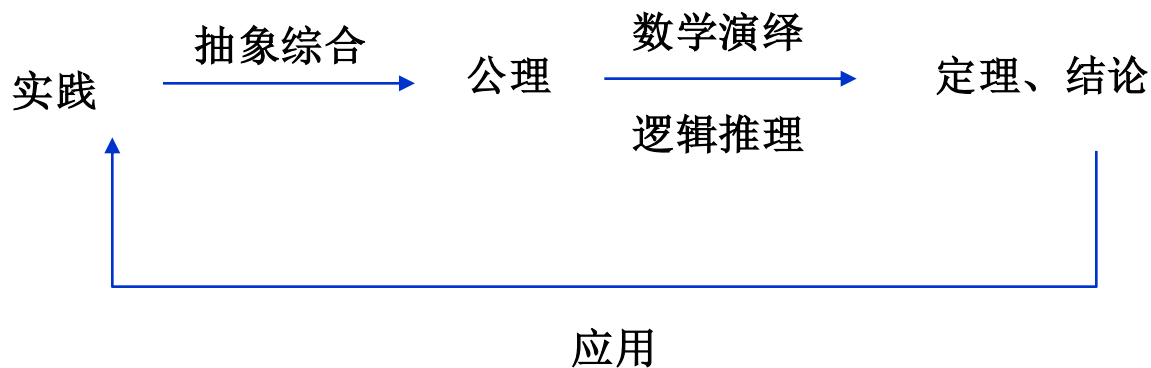 实践
抽象综合
公理
数学演绎
逻辑推理
定理、结论
应用